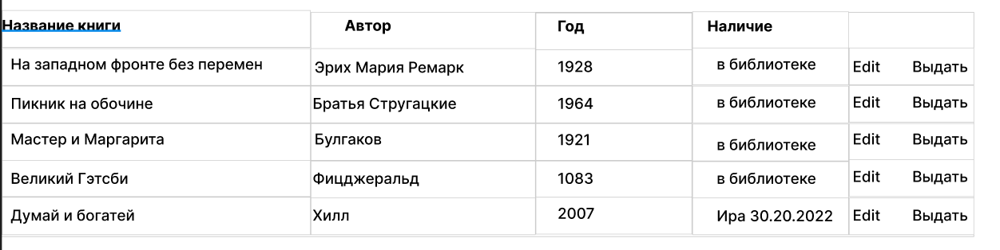 Название книги Автор Год Наличие
На западном фронте без перемен Эрих Мария Ремарк 1928 в библиотеке Edit Выдать
Пикник на обочине Братья Стругацкие 1964 в библиотеке Edit Выдать
Мастер и Маргарита Булгаков 1921 в библиотеке Edit Выдать
Великий Гэтсби Фицджеральд 1083 в библиотеке Edit Выдать
Думай и богатей Хилл 2007 Ира 30.20.2022 Edit Выдать